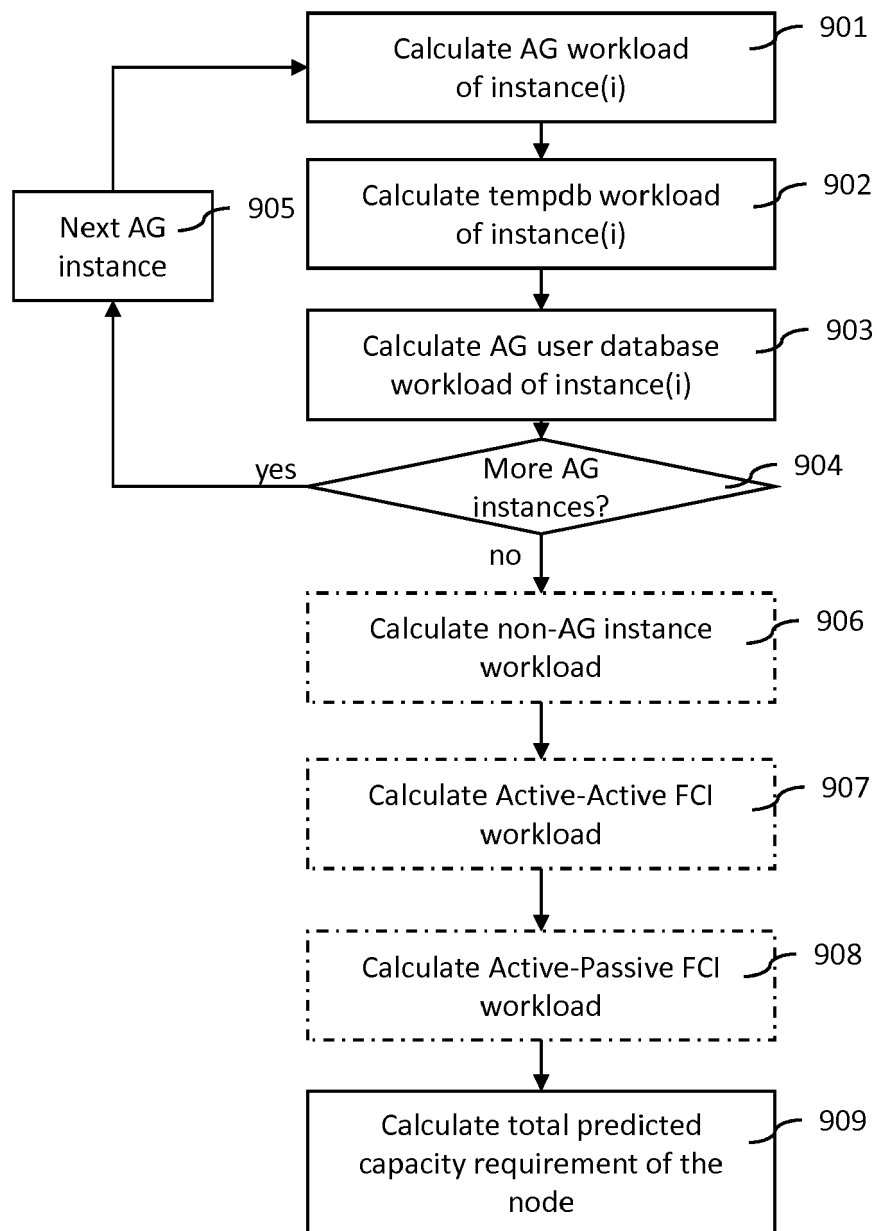 Calculate AG workload
of instance(i)
901
Calculate tempdb workload
of instance(i)
902
Next AG
instance
905
Calculate AG user database
workload of instance(i)
903
More AG
instances?
904
yes
no
Calculate non-AG instance
workload
906
Calculate Active-Active FCI
workload
907
Calculate Active-Passive FCI
workload
908
Calculate total predicted
capacity requirement of the
node
909